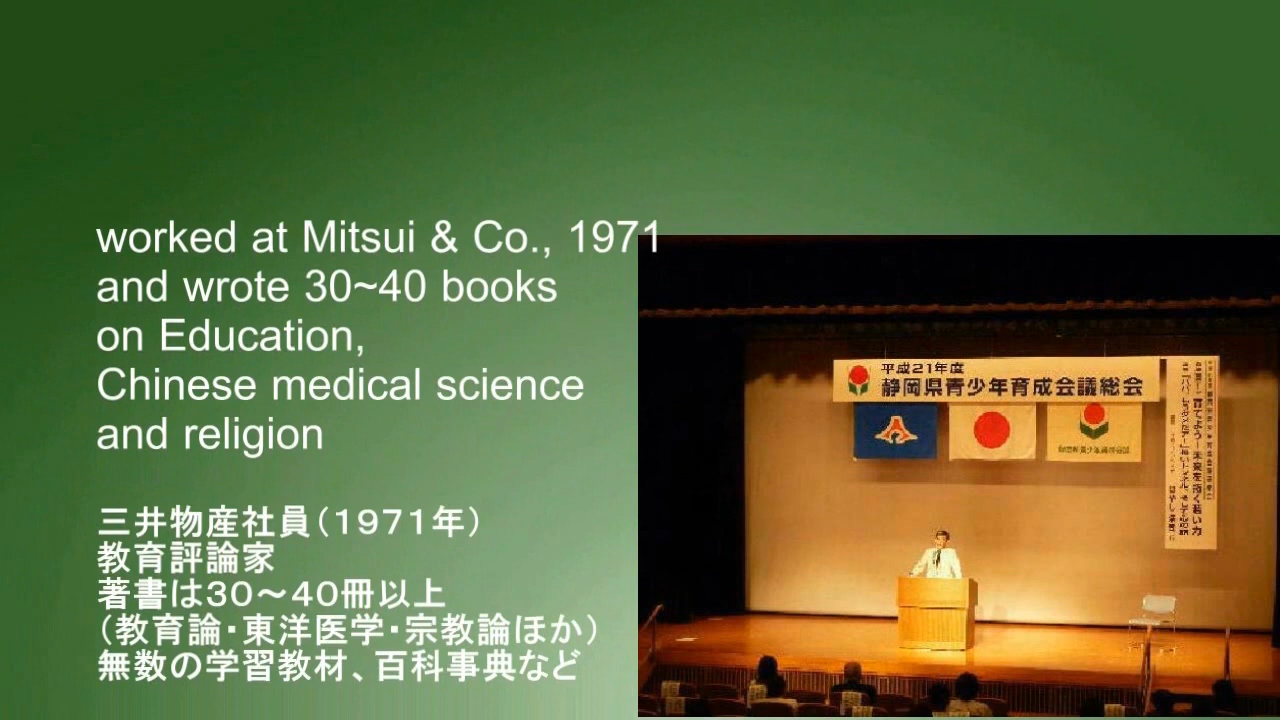 worked at Mitsui & Co., 1971
and wrote 30~40 books
on Education,
Chinese medical science
and religion
三井物産社員（１９７１年）
教育評論家
著書は３０～４０冊以上
（教育論・東洋医学・宗教論ほか）
無数の学習教材、百科事典など
平成21年度
静岡県青少年育成会議総会